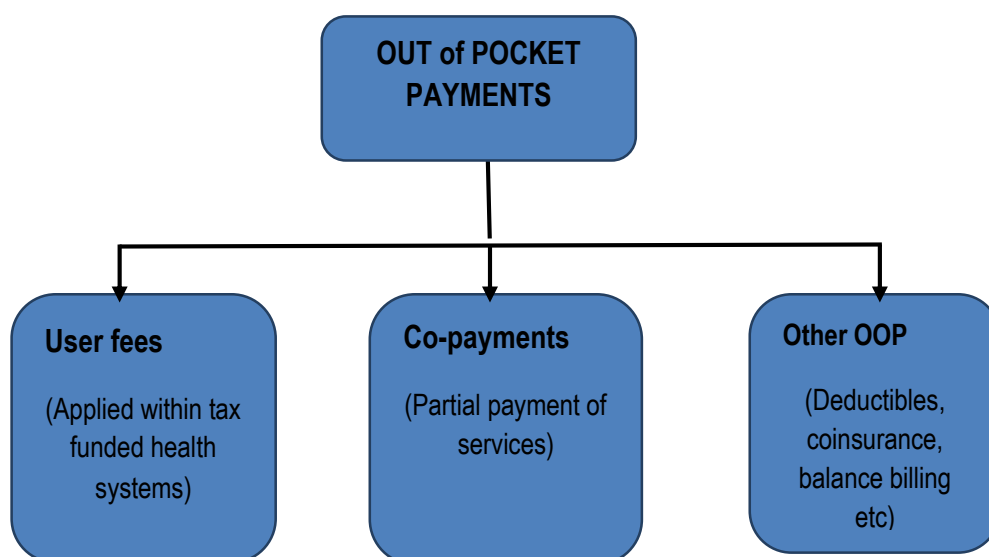 OUT of POCKET
PAYMENTS
User fees
(Applied within tax
funded health
systems)
Co-payments
(Partial payment of
services)
Other OOP
(Deductibles,
coinsurance,
balance billing
etc)